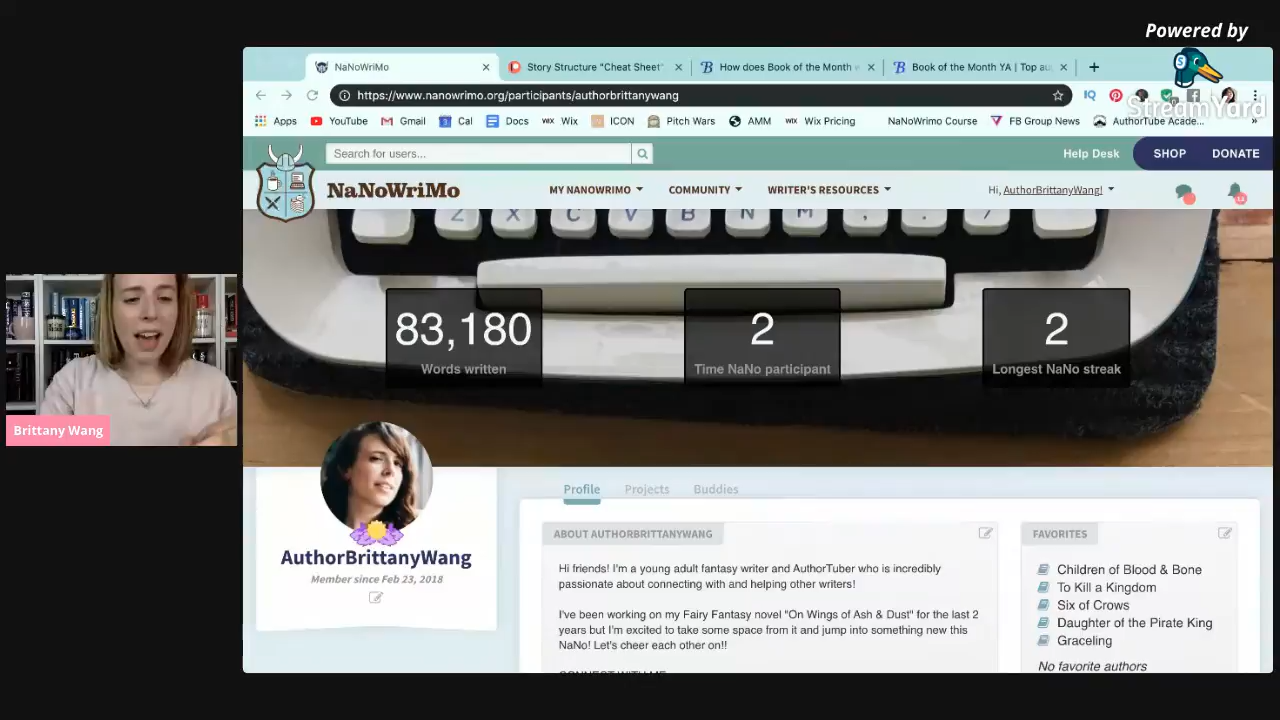 Powered by
StreamYard
NaNoWriMo
Story Structure "Cheat Sheet"
How does Book of the Month
Book of the Month YA | Top au
https://www.nanowrimo.org/participants/authorbrittanywang
IQ
Apps
YouTube
Gmail
Cal
Docs
WIX Wix
ICON
Pitch Wars
AMM
WIX Wix Pricing
NaNoWrimo Course
FB Group News
AuthorTube Acade...
Search for users...
Help Desk
SHOP
DONATE
NaNoWriMo
MY NANOWRIMO
COMMUNITY
WRITER'S RESOURCES
Hi, AuthorBrittanyWang!
Z X C V B N M , . /
83,180
Words written
2
Time NaNo participant
2
Longest NaNo streak
Brittany Wang
Profile
Projects
Buddies
AuthorBrittanyWang
Member since Feb 23, 2018
ABOUT AUTHORBRITTANYWANG
Hi friends! I'm a young adult fantasy writer and AuthorTuber who is incredibly
passionate about connecting with and helping other writers!
I've been working on my Fairy Fantasy novel "On Wings of Ash & Dust" for the last 2
years but I'm excited to take some space from it and jump into something new this
NaNo! Let's cheer each other on!!
CONNECT WITH ME
FAVORITES
Children of Blood & Bone
To Kill a Kingdom
Six of Crows
Daughter of the Pirate King
Graceling
No favorite authors